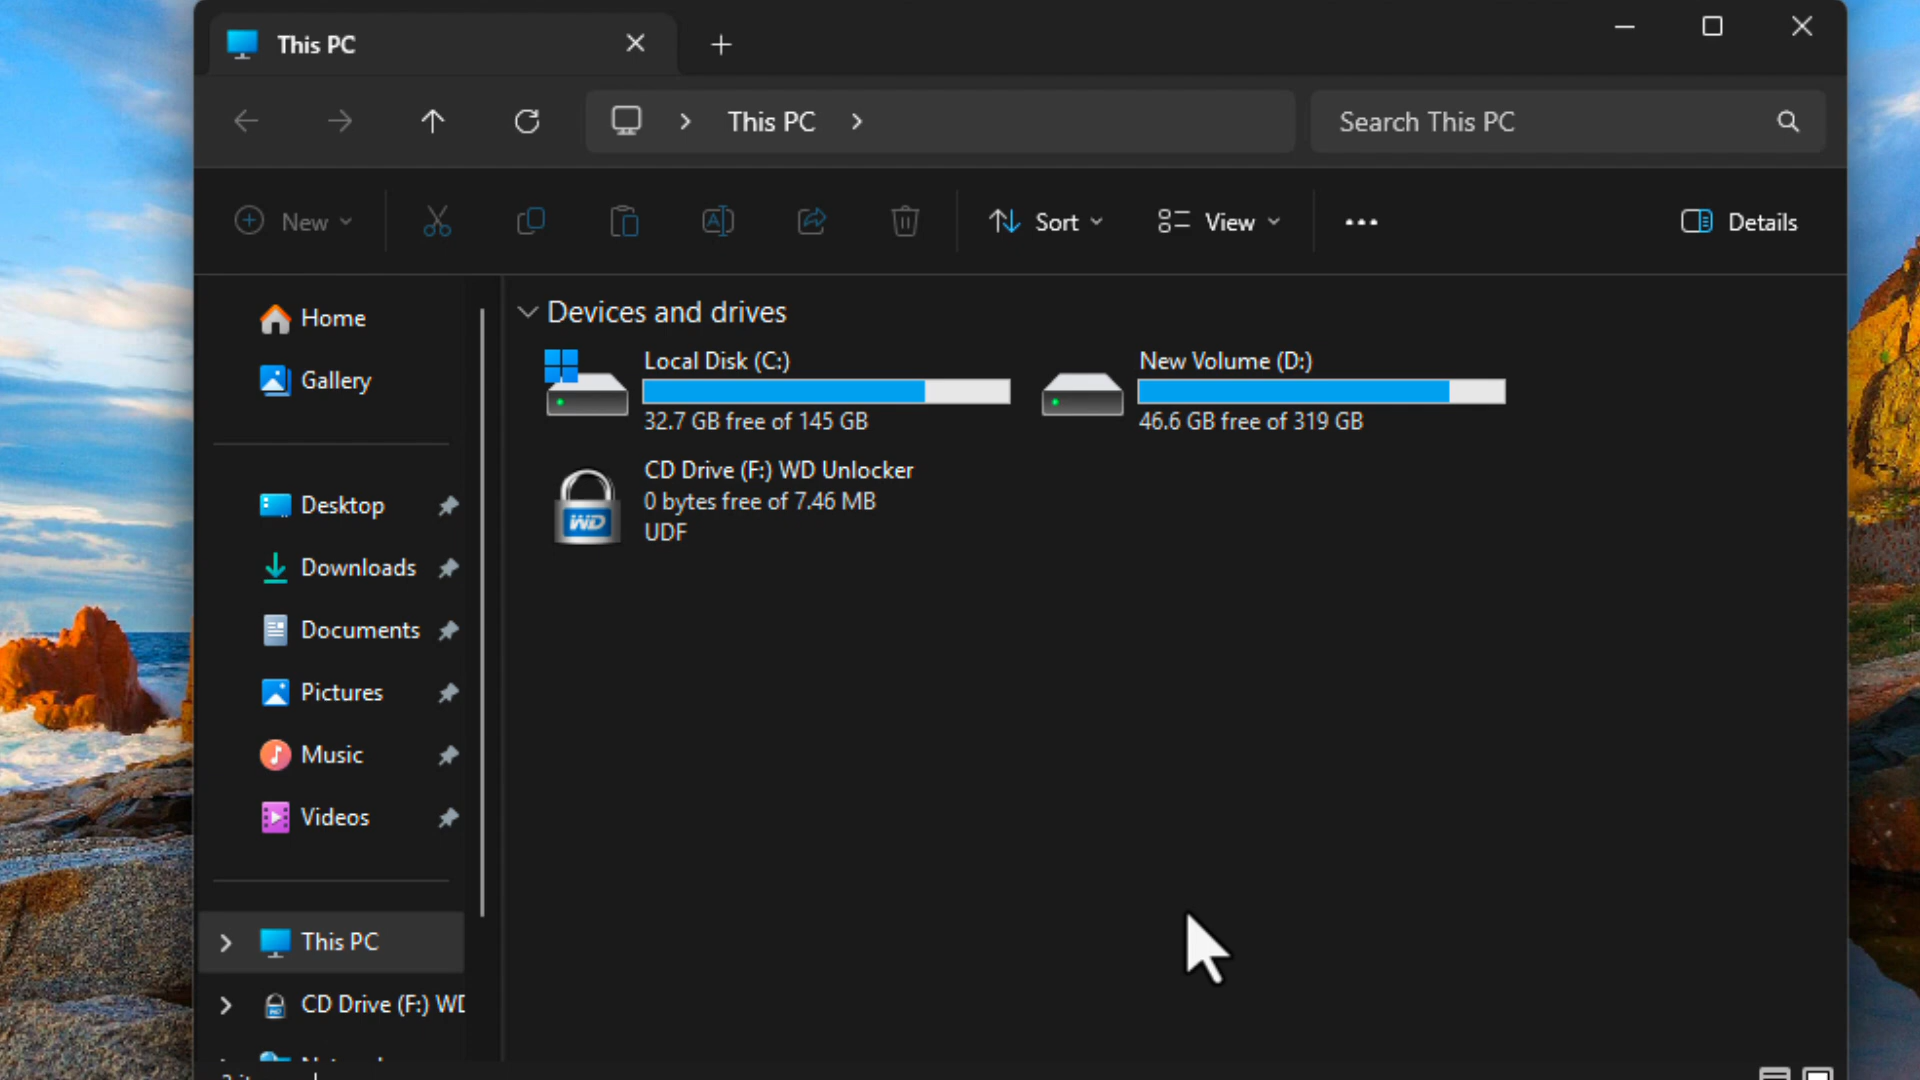 This PC
This PC
Search This PC
New
Sort
View
Details
Home
Gallery
Desktop
Downloads
Documents
Pictures
Music
Videos
This PC
CD Drive (F:) WD
Devices and drives
Local Disk (C:)
32.7 GB free of 145 GB
New Volume (D:)
46.6 GB free of 319 GB
WD
CD Drive (F:) WD Unlocker
0 bytes free of 7.46 MB
UDF